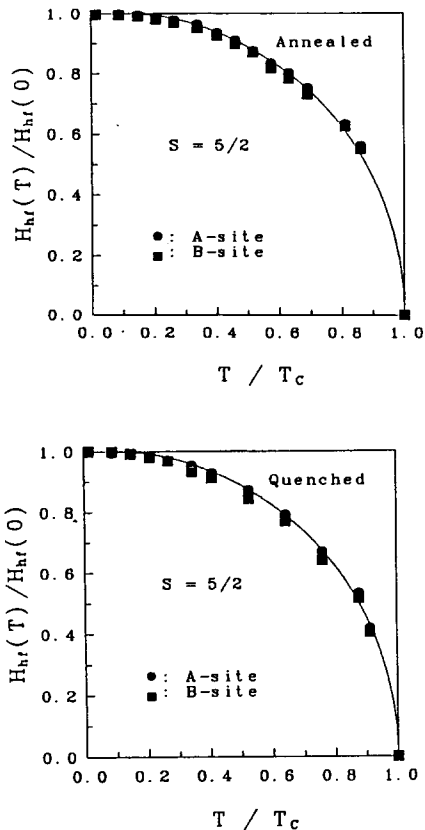 Annealed
H_hf(T)/H_hf(0)
1.0
0.8
0.6
0.4
0.2
0.0
S = 5/2
●: A-site
■: B-site
0.0 0.2 0.4 0.6 0.8 1.0
T / T_C
Quenched
H_hf(T)/H_hf(0)
1.0
0.8
0.6
0.4
0.2
0.0
S = 5/2
●: A-site
■: B-site
0.0 0.2 0.4 0.6 0.8 1.0
T / T_C